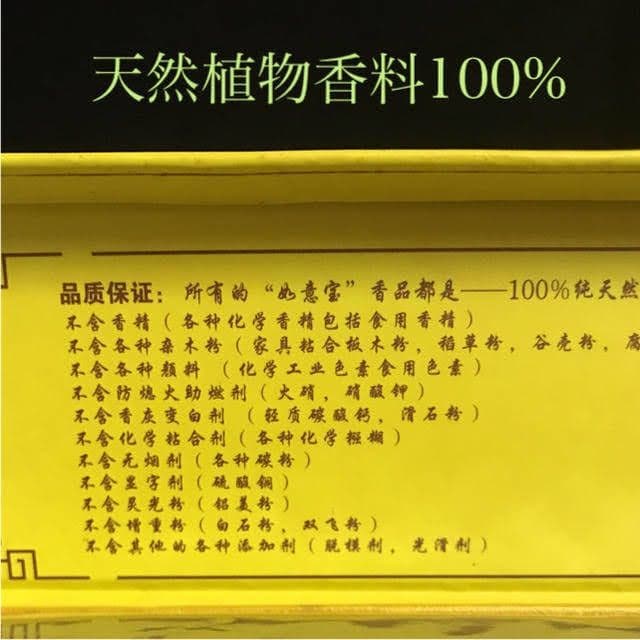 天然植物香料100%
品质保证：所有的“如意宝”香品都是——100%纯天然
不含香精（各种化学香精包括食用香精）
不含各种杂木粉（家具粘合板木粉，稻草粉，谷壳粉，腐
不含各种颜料（化学工业色素食用色素）
不含防熄火助燃剂（火硝，硝酸钾）
不含香灰变白剂（轻质碳酸钙，滑石粉）
不含化学粘合剂（各种化学糨糊）
不含无烟剂（各种碳粉）
不含显字剂（硫酸铜）
不含灵光粉（铝美粉）
不含增重粉（白石粉，双飞粉）
不含其他的各种添加剂（脱模剂，光滑剂）